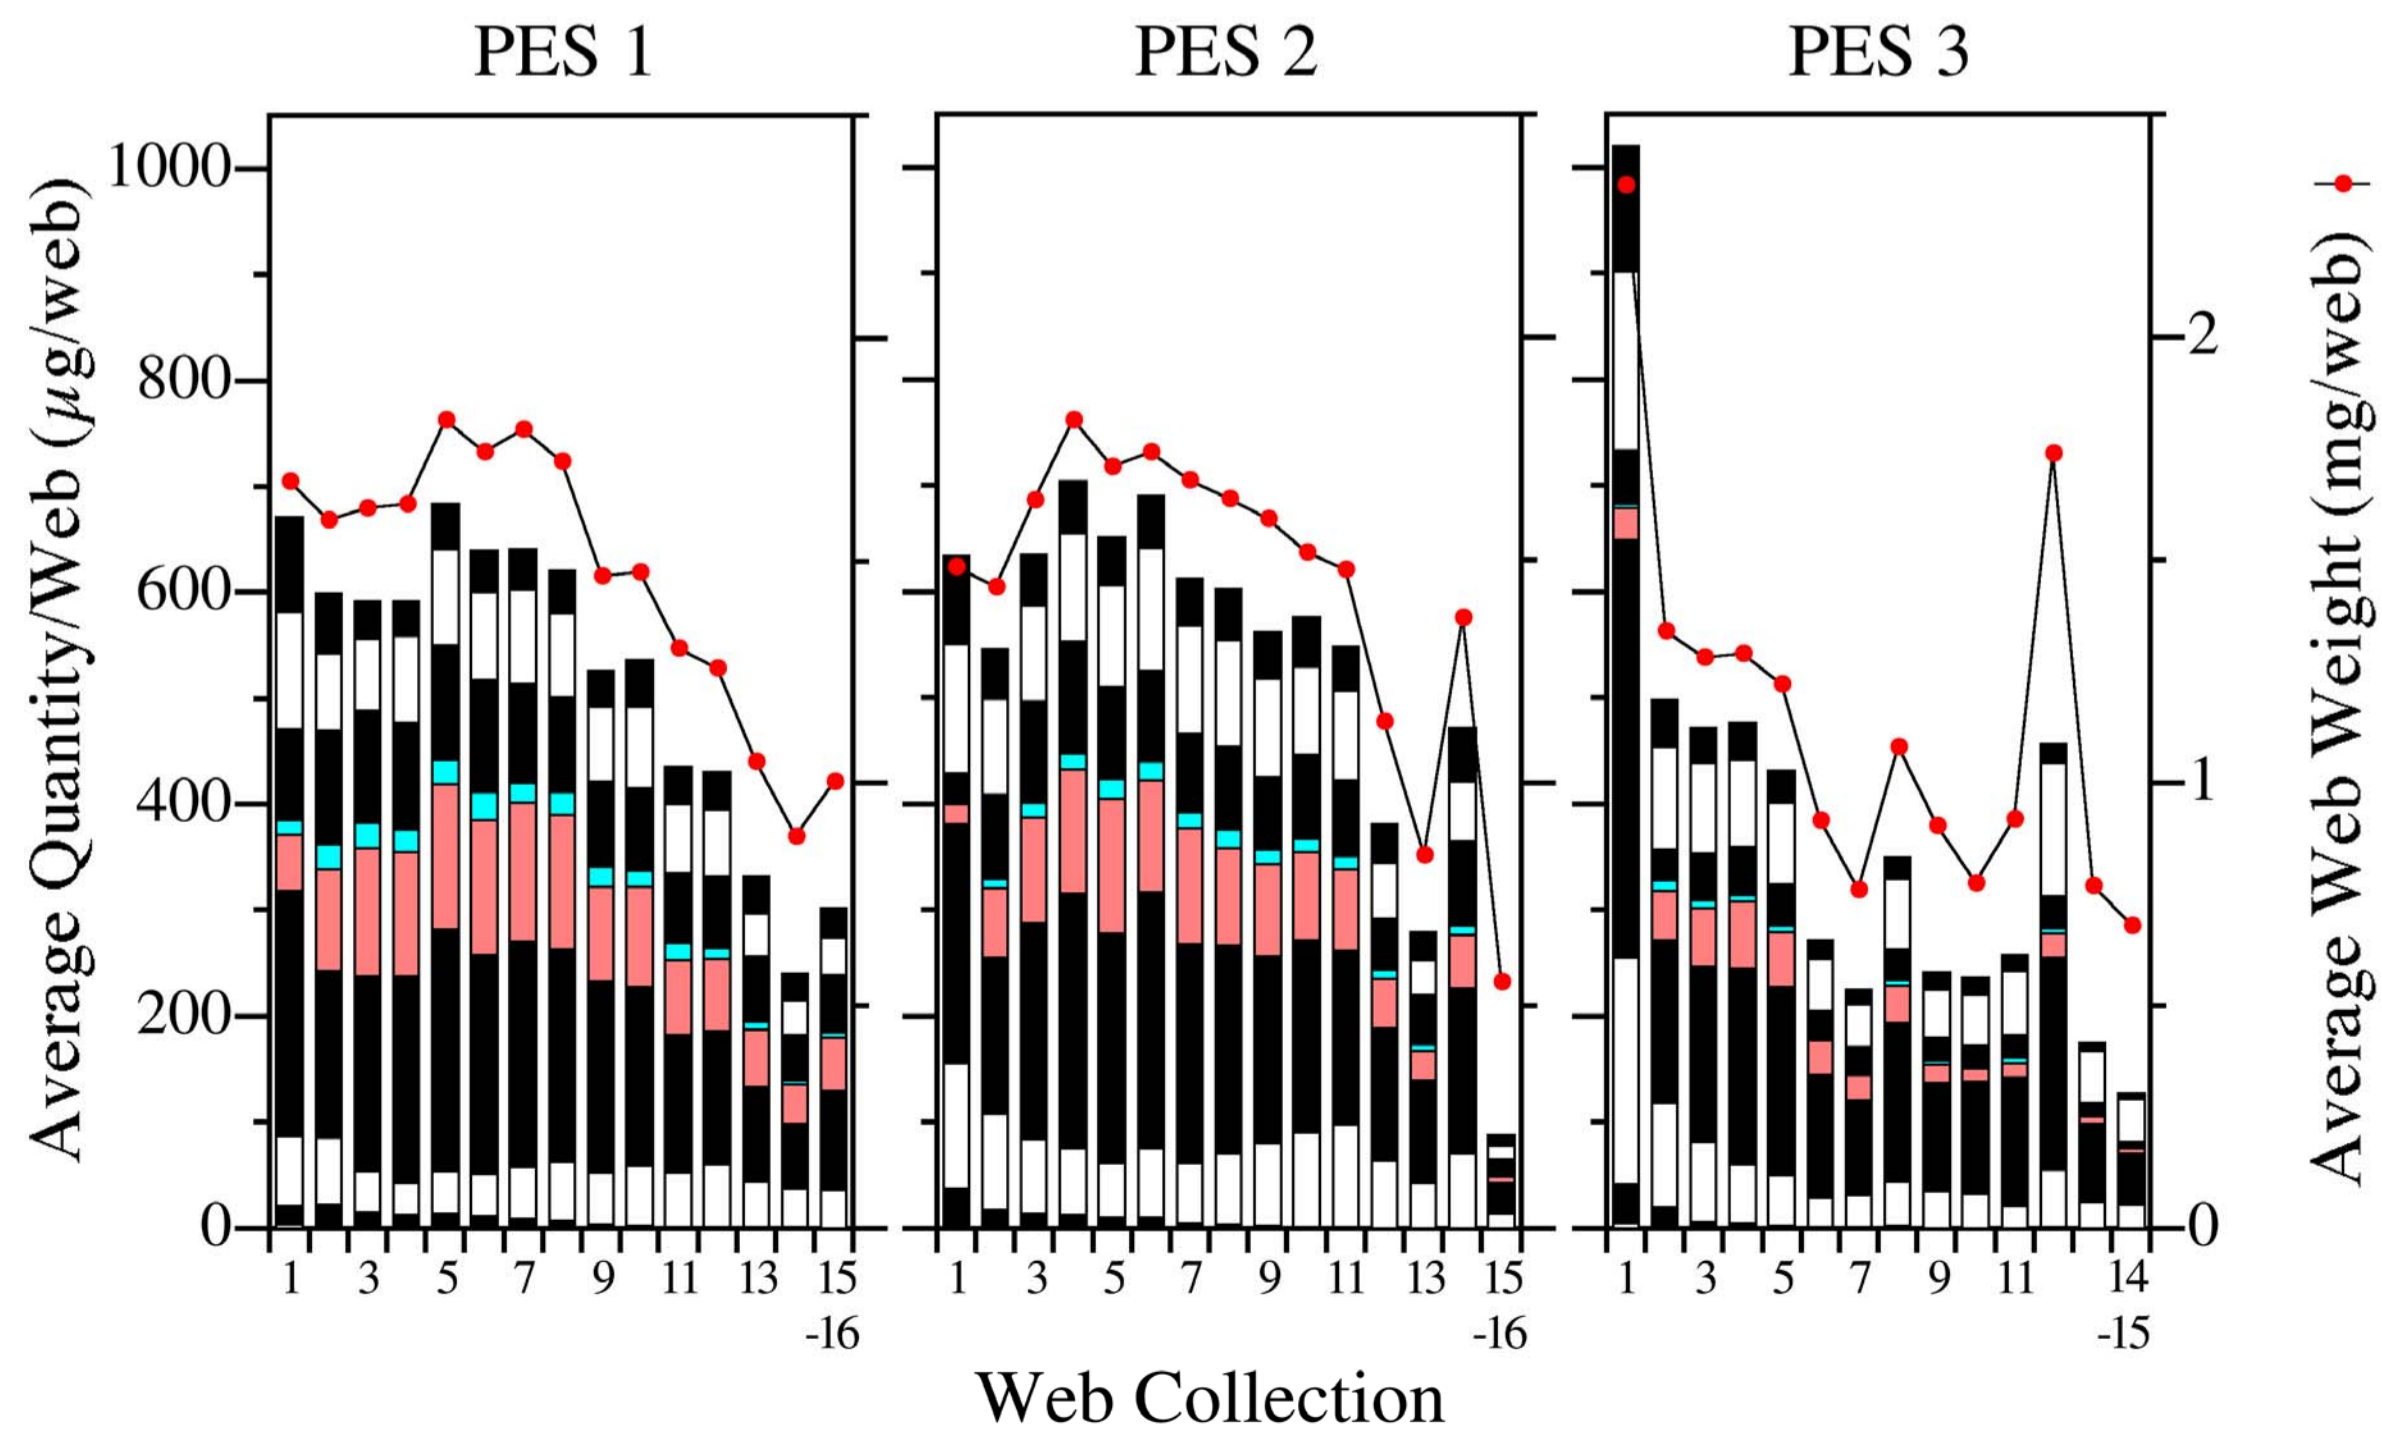 PES 1 PES 2 PES 3
Average Quantity/Web (µg/web)
1000
800
600
400
200
0
2
1
0
Average Web Weight (mg/web)
1 3 5 7 9 11 13 15
-16
1 3 5 7 9 11 13 15
-16
1 3 5 7 9 11 14
-15
Web Collection